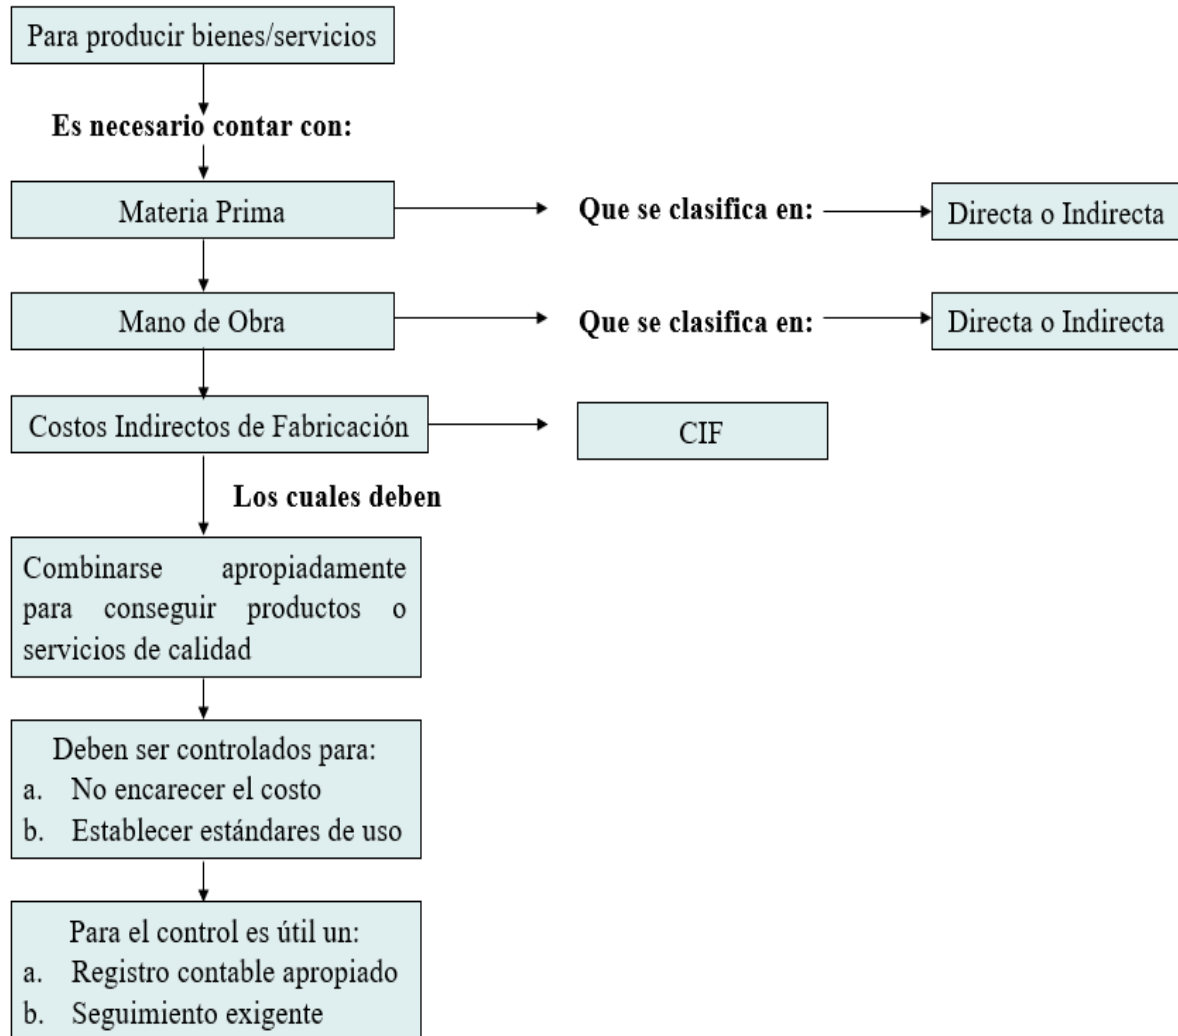 Para producir bienes/servicios
Es necesario contar con:
Materia Prima
Que se clasifica en:
Directa o Indirecta
Mano de Obra
Que se clasifica en:
Directa o Indirecta
Costos Indirectos de Fabricación
CIF
Los cuales deben
Combinarse apropiadamente
para conseguir productos o
servicios de calidad
Deben ser controlados para:
a. No encarecer el costo
b. Establecer estándares de uso
Para el control es útil un:
a. Registro contable apropiado
b. Seguimiento exigente